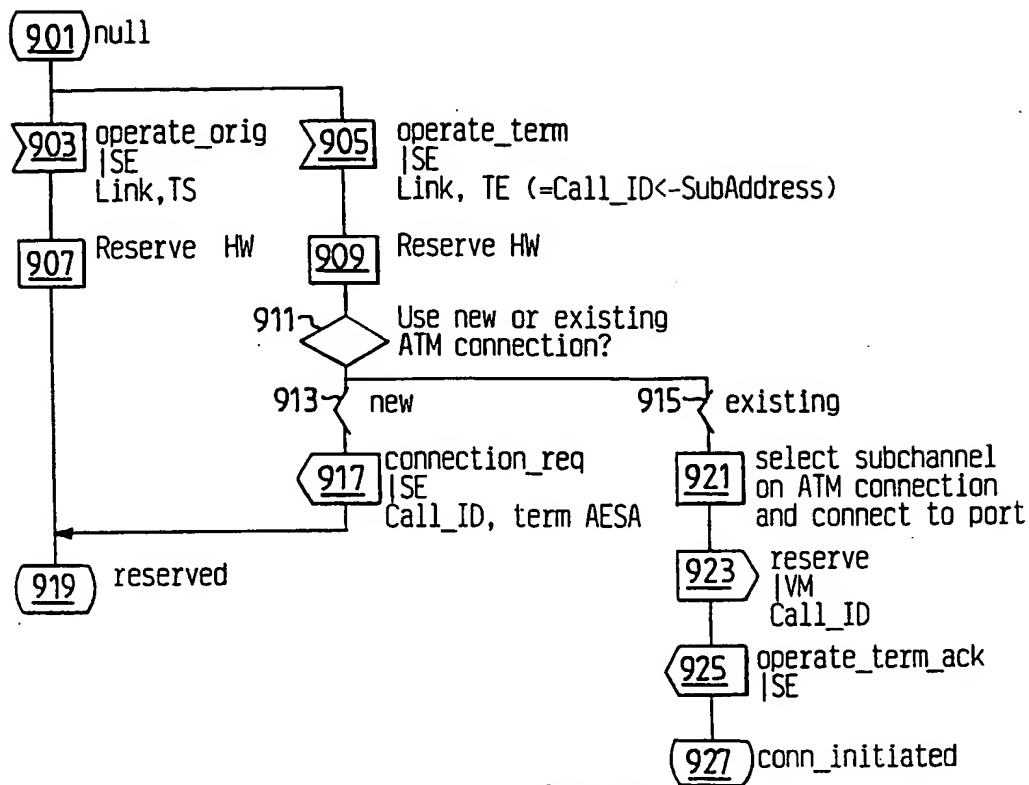 901 null
903 operate_orig
|SE
Link,TS
905 operate_term
|SE
Link, TE (=Call_ID<-SubAddress)
907 Reserve HW
909 Reserve HW
911 Use new or existing
ATM connection?
913 new
915 existing
917 connection_req
|SE
Call_ID, term AESA
921 select subchannel
on ATM connection
and connect to port
919 reserved
923 reserve
|VM
Call_ID
925 operate_term_ack
|SE
927 conn_initiated